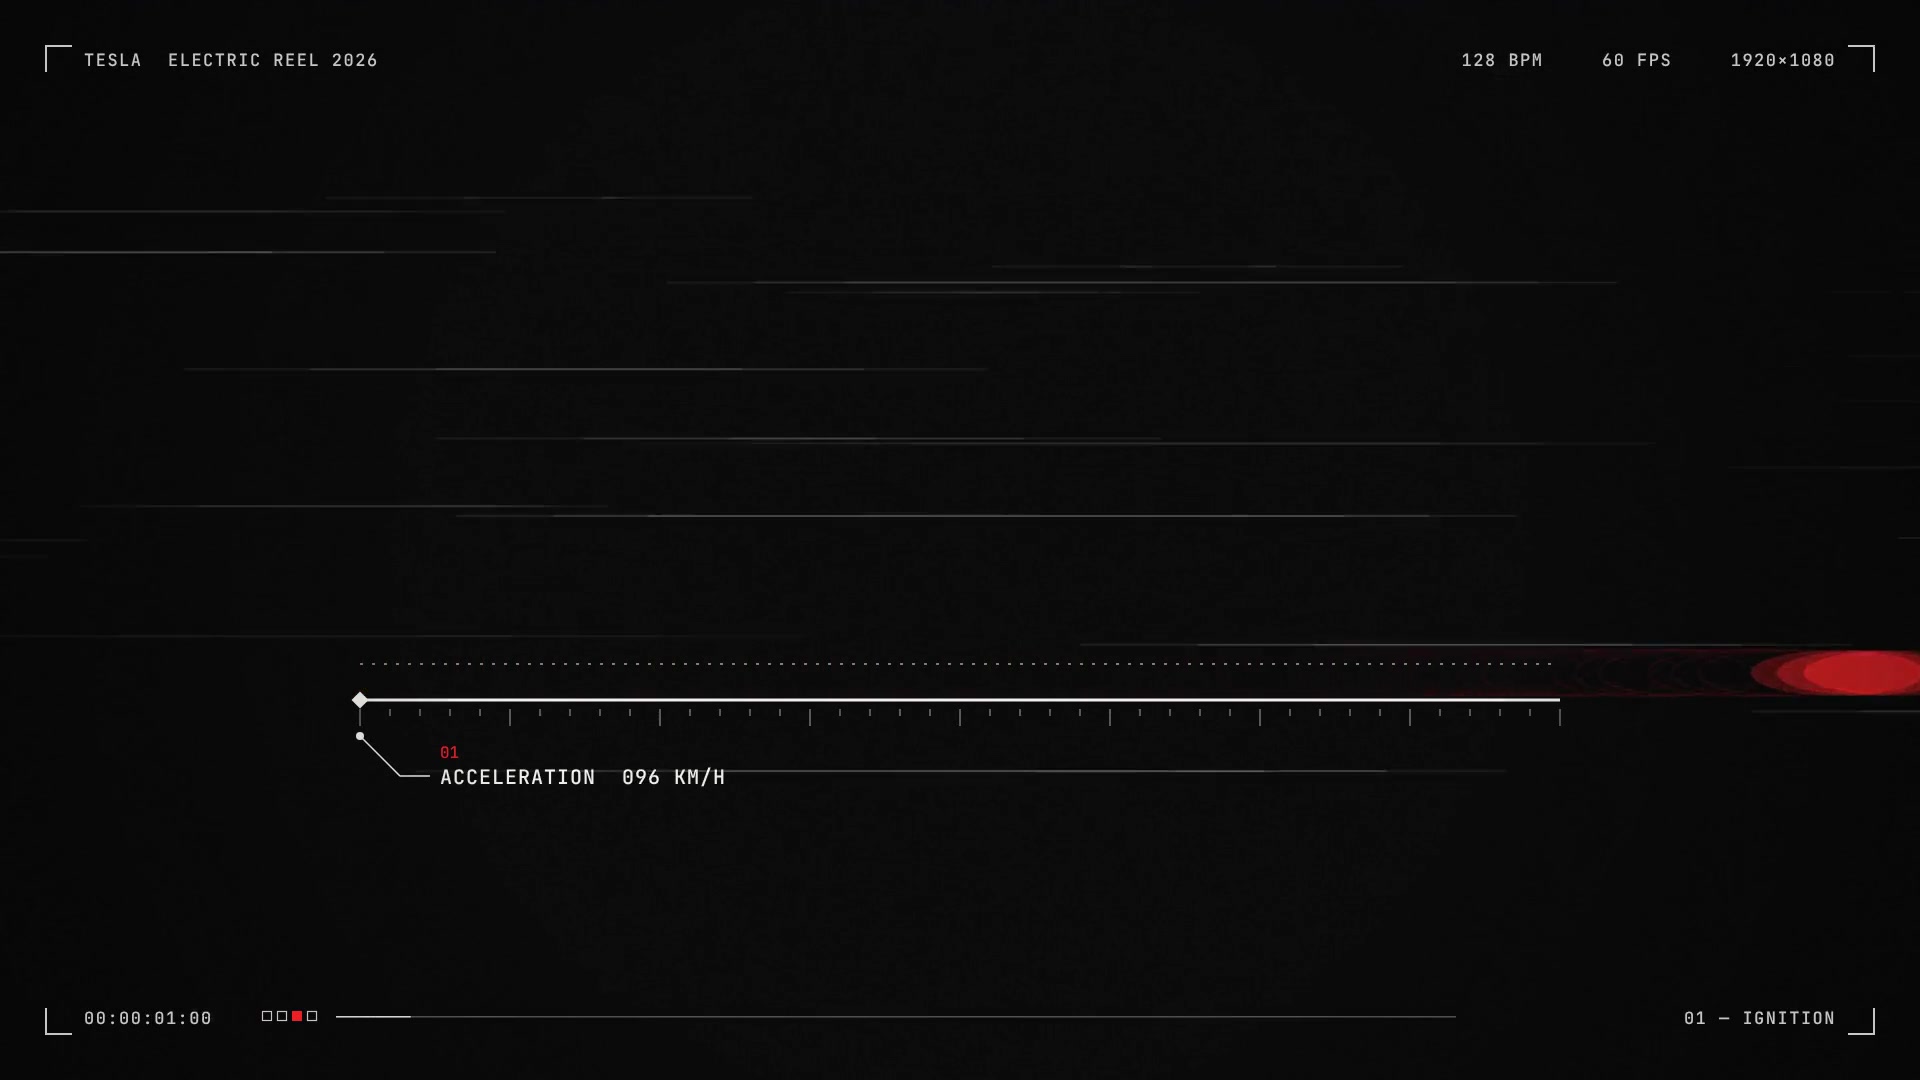 TESLA ELECTRIC REEL 2026
128 BPM 60 FPS 1920×1080
01
ACCELERATION 096 KM/H
00:00:01:00
01 — IGNITION